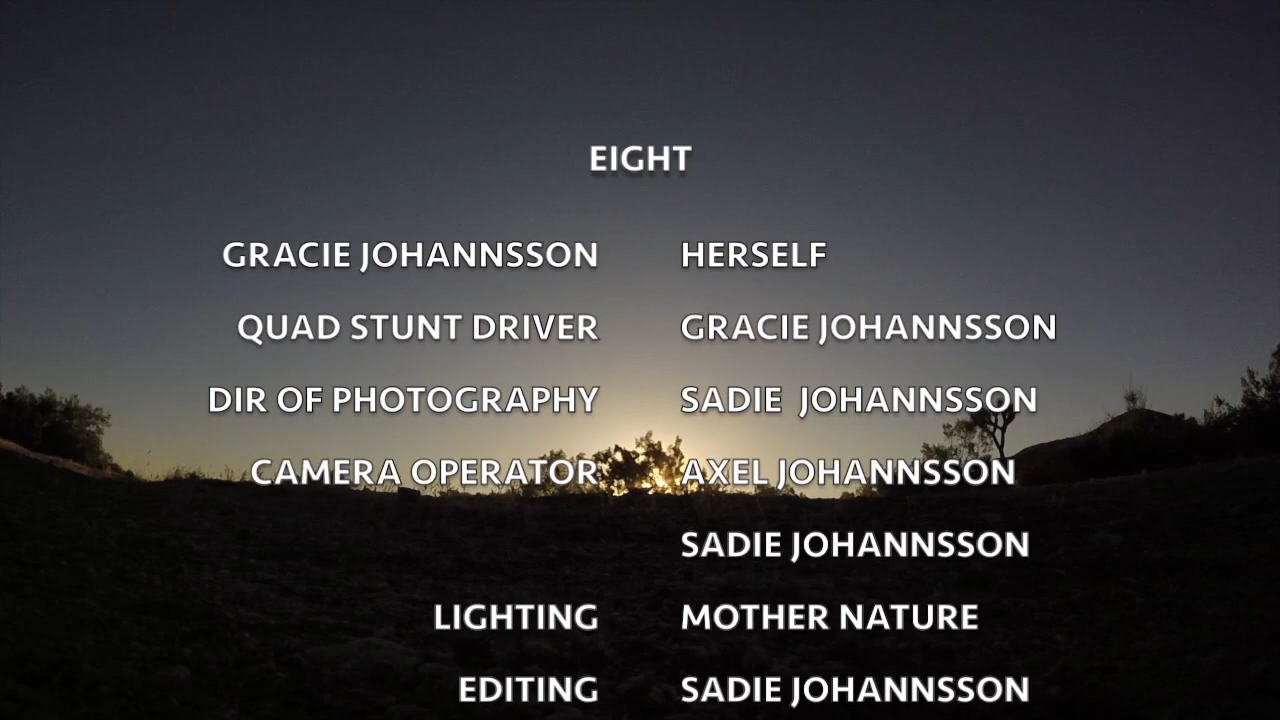 EIGHT
GRACIE JOHANNSSON HERSELF
QUAD STUNT DRIVER GRACIE JOHANNSSON
DIR OF PHOTOGRAPHY SADIE JOHANNSSON
CAMERA OPERATOR AXEL JOHANNSSON
SADIE JOHANNSSON
LIGHTING MOTHER NATURE
EDITING SADIE JOHANNSSON